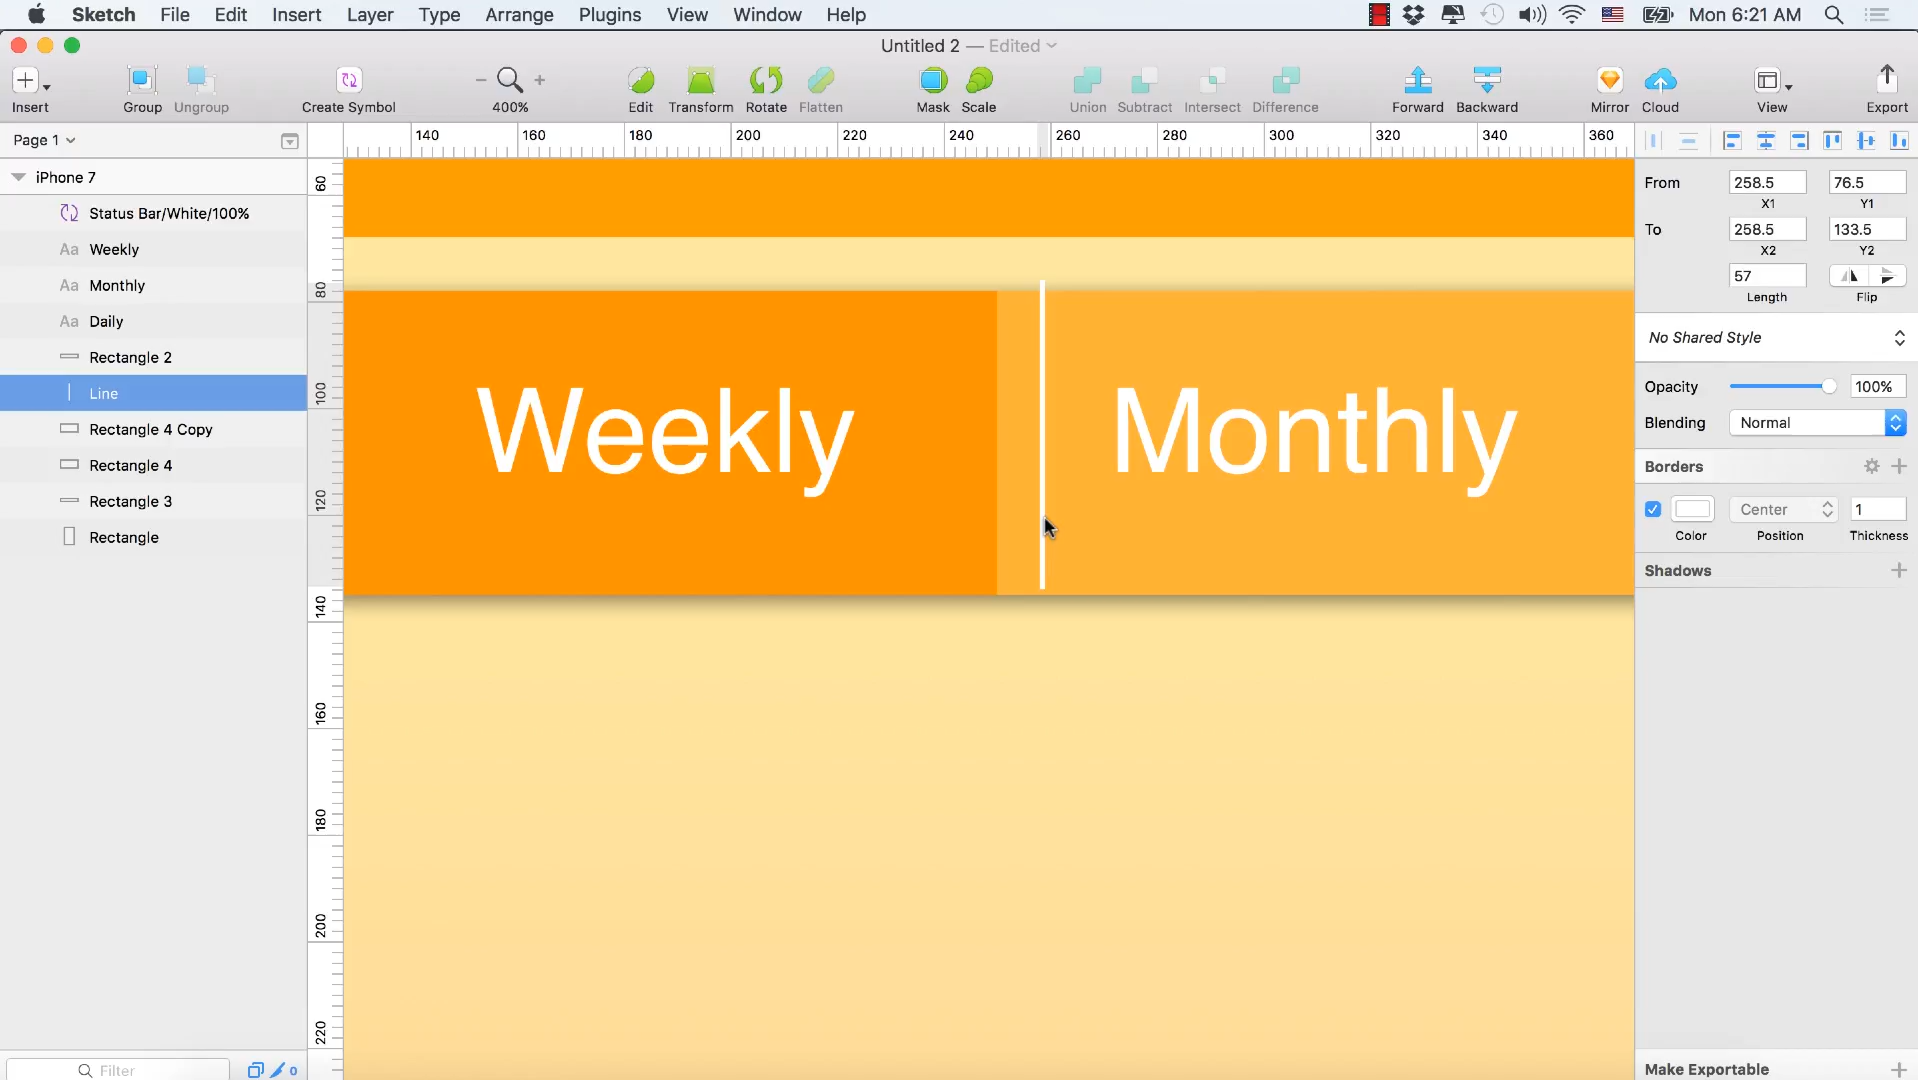 Sketch File Edit Insert Layer Type Arrange Plugins View Window Help Mon 6:21 AM
Untitled 2 — Edited
Insert Group Ungroup Create Symbol 400% Edit Transform Rotate Flatten Mask Scale Union Subtract Intersect Difference Forward Backward Mirror Cloud View Export
Page 1
140 160 180 200 220 240 260 280 300 320 340 360
iPhone 7
Status Bar/White/100%
Weekly
Monthly
Daily
Rectangle 2
Line
Rectangle 4 Copy
Rectangle 4
Rectangle 3
Rectangle
Filter
0
60
80
100
120
140
160
180
200
220
Weekly Monthly
From 258.5 76.5
X1 Y1
To 258.5 133.5
X2 Y2
57
Length Flip
No Shared Style
Opacity 100%
Blending Normal
Borders
Center 1
Color Position Thickness
Shadows
Make Exportable